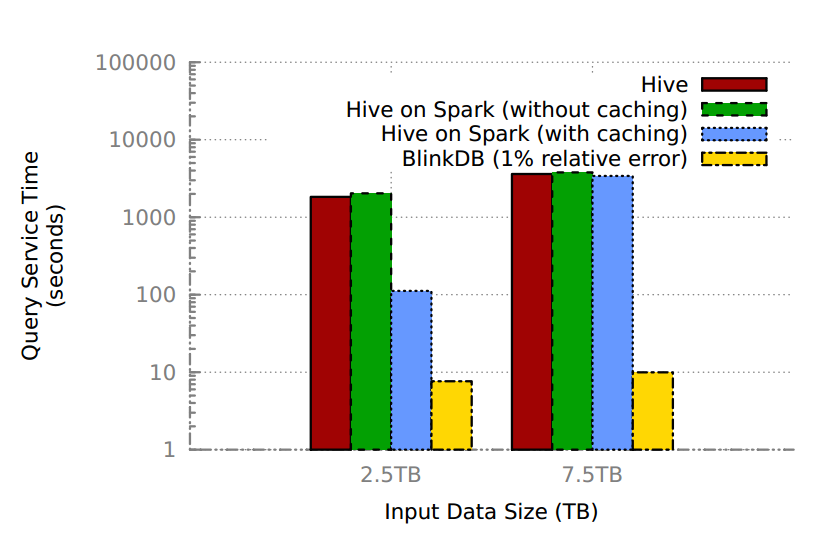 100000
10000
1000
100
10
1
Query Service Time
(seconds)
Hive
Hive on Spark (without caching)
Hive on Spark (with caching)
BlinkDB (1% relative error)
2.5TB
7.5TB
Input Data Size (TB)